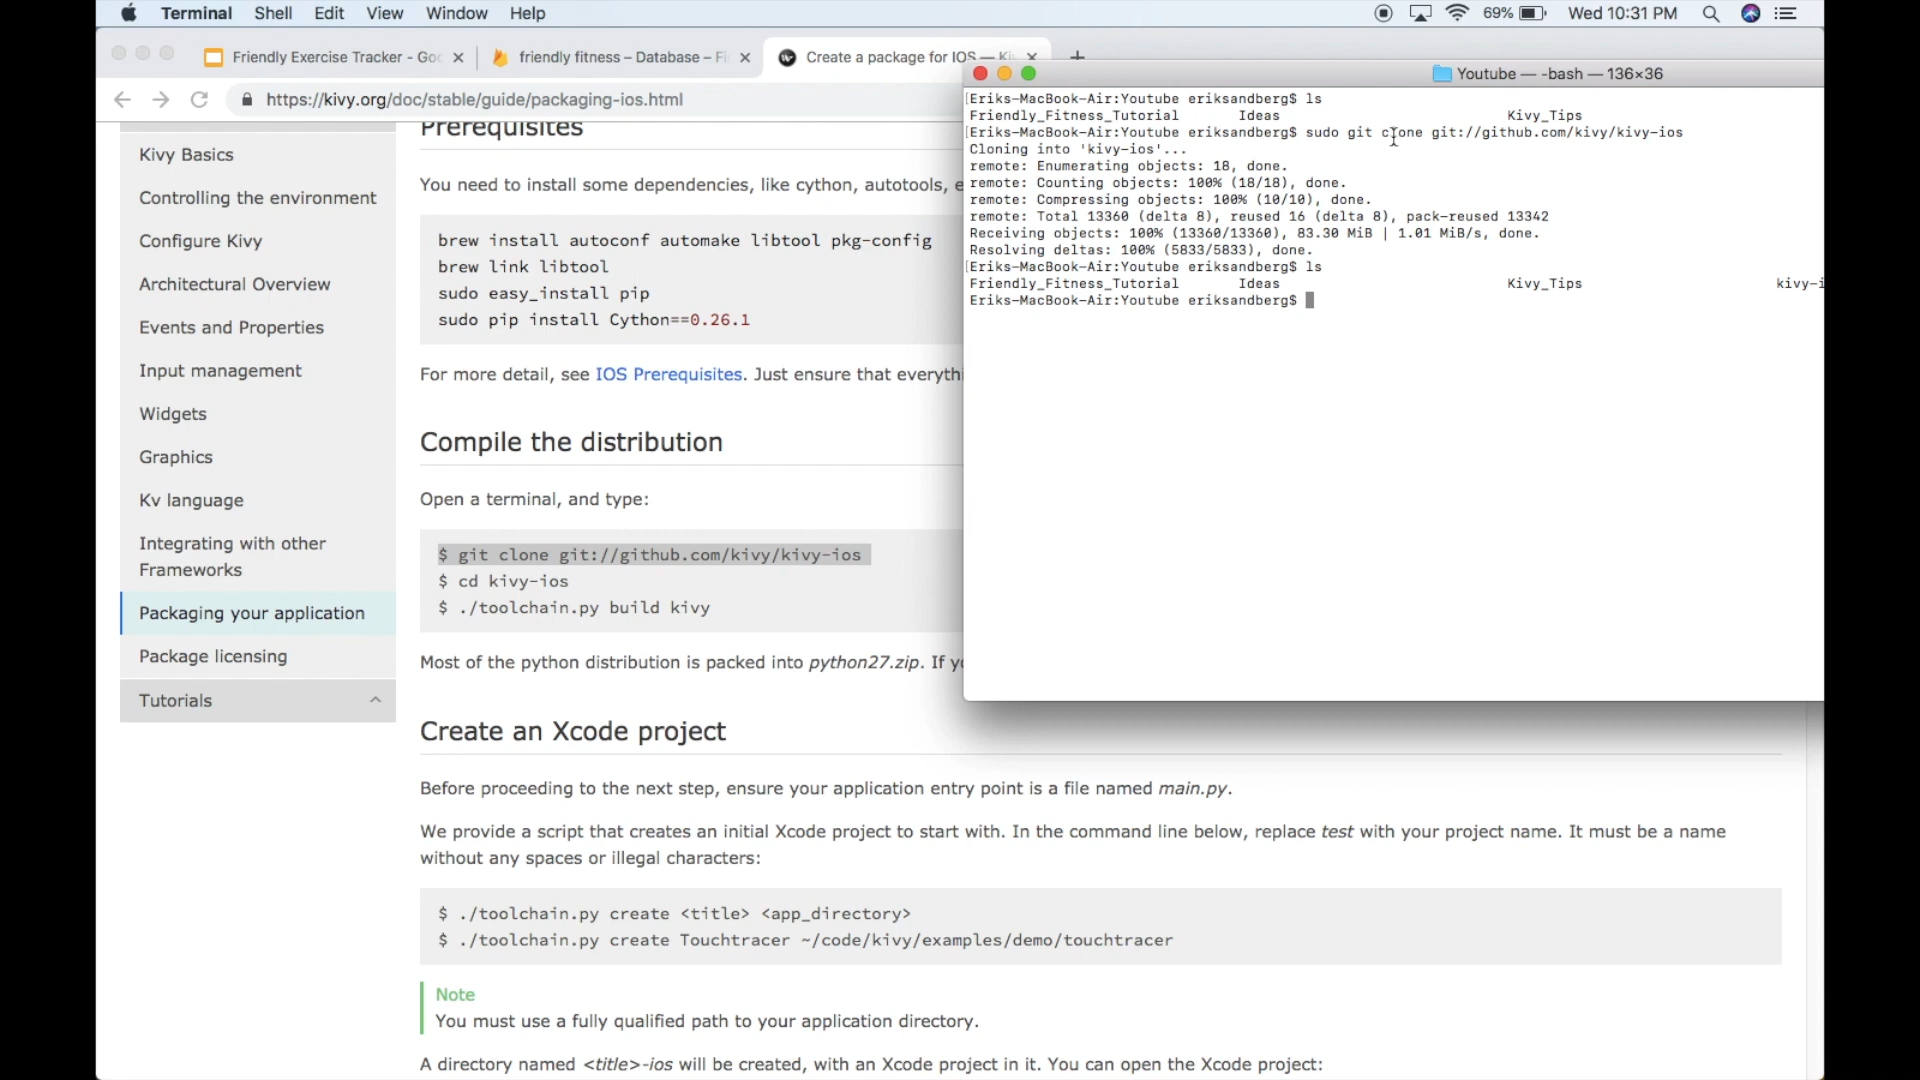 Terminal Shell Edit View Window Help 69% Wed 10:31 PM
Friendly Exercise Tracker - Goo
friendly fitness – Database – Fi
Create a package for IOS — Ki
https://kivy.org/doc/stable/guide/packaging-ios.html
Kivy Basics
Controlling the environment
Configure Kivy
Architectural Overview
Events and Properties
Input management
Widgets
Graphics
Kv language
Integrating with other
Frameworks
Packaging your application
Package licensing
Tutorials
Prerequisites
You need to install some dependencies, like cython, autotools, e
brew install autoconf automake libtool pkg-config
brew link libtool
sudo easy_install pip
sudo pip install Cython==0.26.1
For more detail, see IOS Prerequisites. Just ensure that everythi
Compile the distribution
Open a terminal, and type:
$ git clone git://github.com/kivy/kivy-ios
$ cd kivy-ios
$ ./toolchain.py build kivy
Most of the python distribution is packed into python27.zip. If yo
Create an Xcode project
Before proceeding to the next step, ensure your application entry point is a file named main.py.
We provide a script that creates an initial Xcode project to start with. In the command line below, replace test with your project name. It must be a name
without any spaces or illegal characters:
$ ./toolchain.py create <title> <app_directory>
$ ./toolchain.py create Touchtracer ~/code/kivy/examples/demo/touchtracer
Note
You must use a fully qualified path to your application directory.
A directory named <title>-ios will be created, with an Xcode project in it. You can open the Xcode project:
Youtube — -bash — 136×36
[Eriks-MacBook-Air:Youtube eriksandberg$ ls
Friendly_Fitness_Tutorial Ideas Kivy_Tips
[Eriks-MacBook-Air:Youtube eriksandberg$ sudo git clone git://github.com/kivy/kivy-ios
Cloning into 'kivy-ios'...
remote: Enumerating objects: 18, done.
remote: Counting objects: 100% (18/18), done.
remote: Compressing objects: 100% (10/10), done.
remote: Total 13360 (delta 8), reused 16 (delta 8), pack-reused 13342
Receiving objects: 100% (13360/13360), 83.30 MiB | 1.01 MiB/s, done.
Resolving deltas: 100% (5833/5833), done.
[Eriks-MacBook-Air:Youtube eriksandberg$ ls
Friendly_Fitness_Tutorial Ideas Kivy_Tips kivy-i
Eriks-MacBook-Air:Youtube eriksandberg$